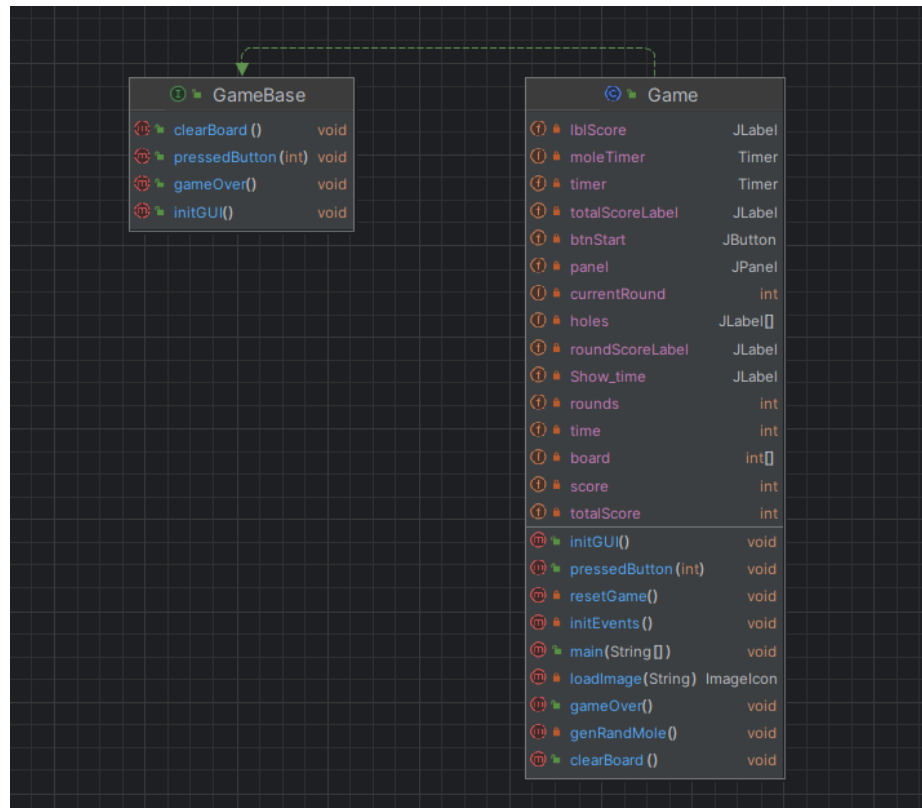 GameBase
clearBoard () void
pressedButton (int) void
gameOver() void
initGUI() void
Game
lblScore JLabel
moleTimer Timer
timer Timer
totalScoreLabel JLabel
btnStart JButton
panel JPanel
currentRound int
holes JLabel[]
roundScoreLabel JLabel
Show_time JLabel
rounds int
time int
board int[]
score int
totalScore int
initGUI() void
pressedButton (int) void
resetGame() void
initEvents () void
main(String[]) void
loadImage(String) ImageIcon
gameOver() void
genRandMole() void
clearBoard () void